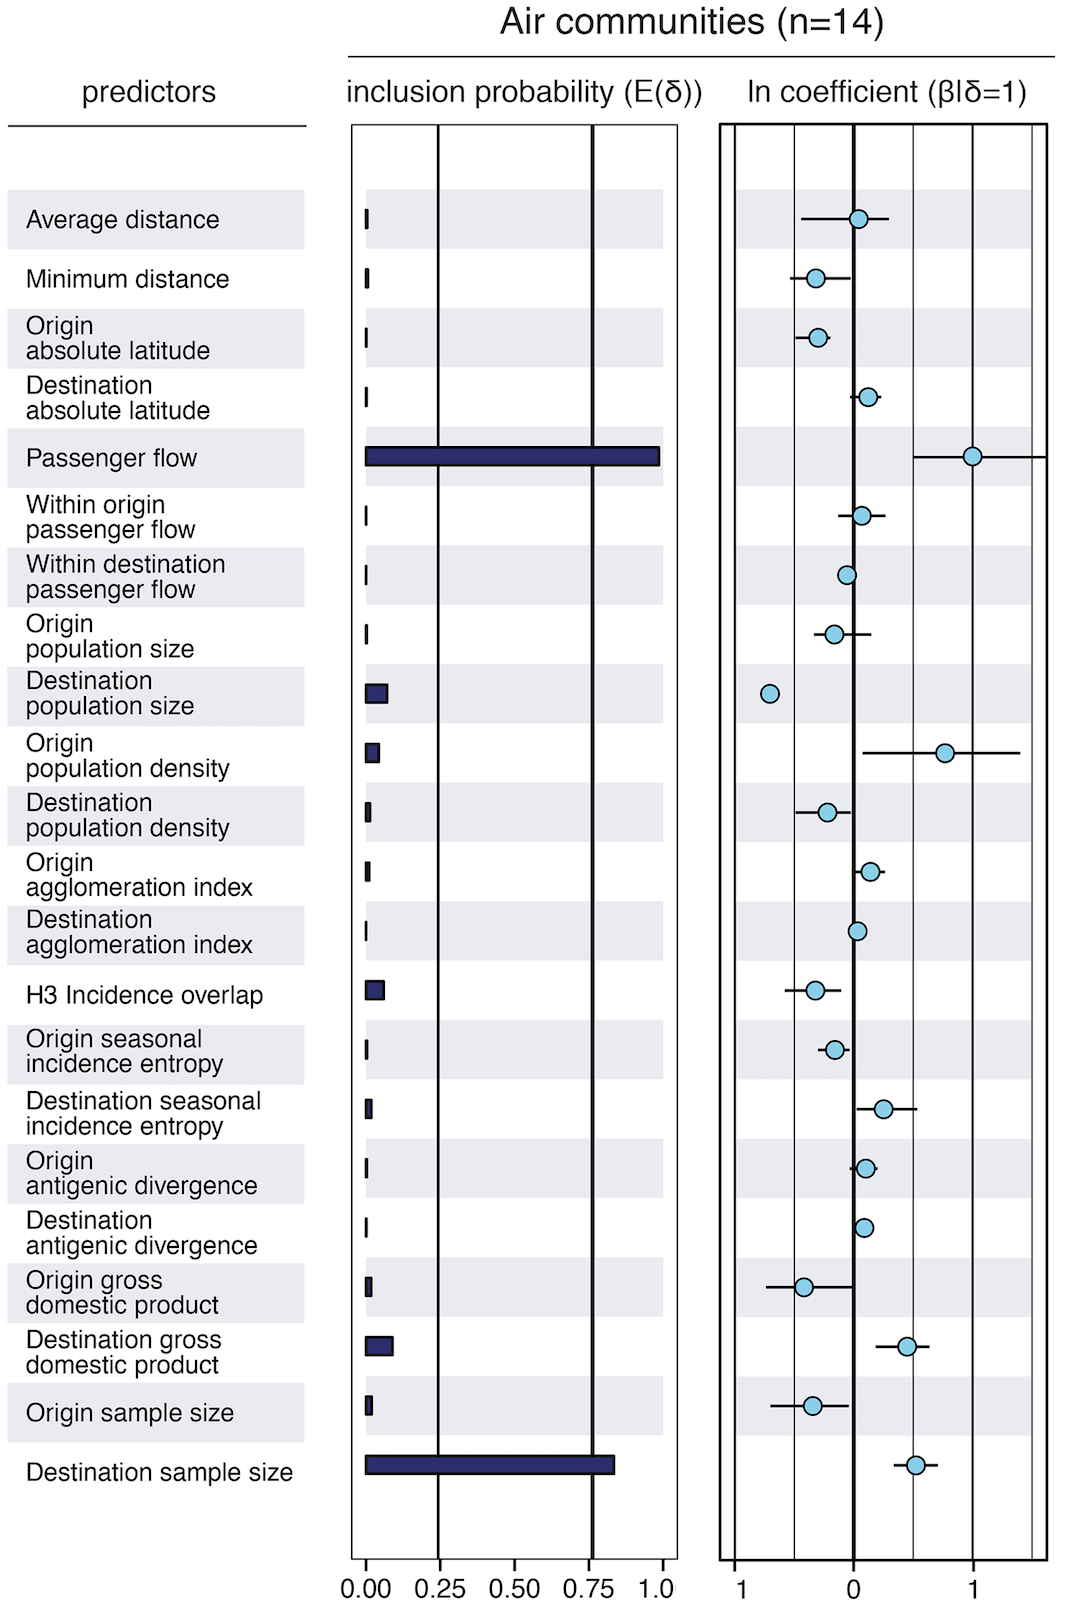 Air communities (n=14)
predictors
inclusion probability (E(δ))
ln coefficient (β|δ=1)
Average distance
Minimum distance
Origin
absolute latitude
Destination
absolute latitude
Passenger flow
Within origin
passenger flow
Within destination
passenger flow
Origin
population size
Destination
population size
Origin
population density
Destination
population density
Origin
agglomeration index
Destination
agglomeration index
H3 Incidence overlap
Origin seasonal
incidence entropy
Destination seasonal
incidence entropy
Origin
antigenic divergence
Destination
antigenic divergence
Origin gross
domestic product
Destination gross
domestic product
Origin sample size
Destination sample size
0.00 0.25 0.50 0.75 1.0
1 0 1